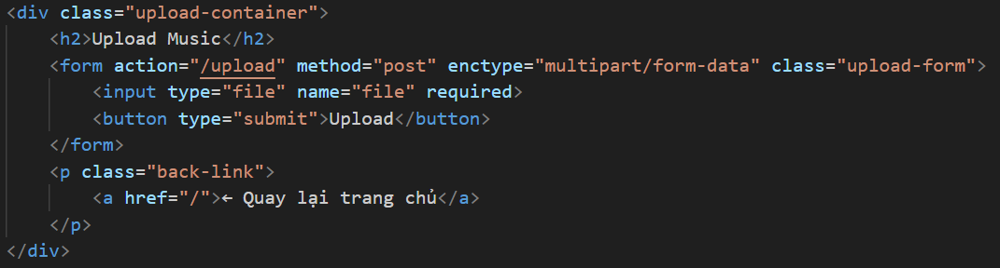 <div class="upload-container">
    <h2>Upload Music</h2>
    <form action="/upload" method="post" enctype="multipart/form-data" class="upload-form">
        <input type="file" name="file" required>
        <button type="submit">Upload</button>
    </form>
    <p class="back-link">
        <a href="/">← Quay lại trang chủ</a>
    </p>
</div>